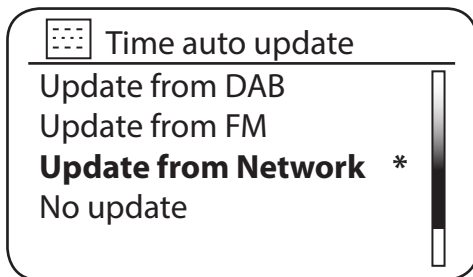 Time auto update
Update from DAB
Update from FM
Update from Network *
No update